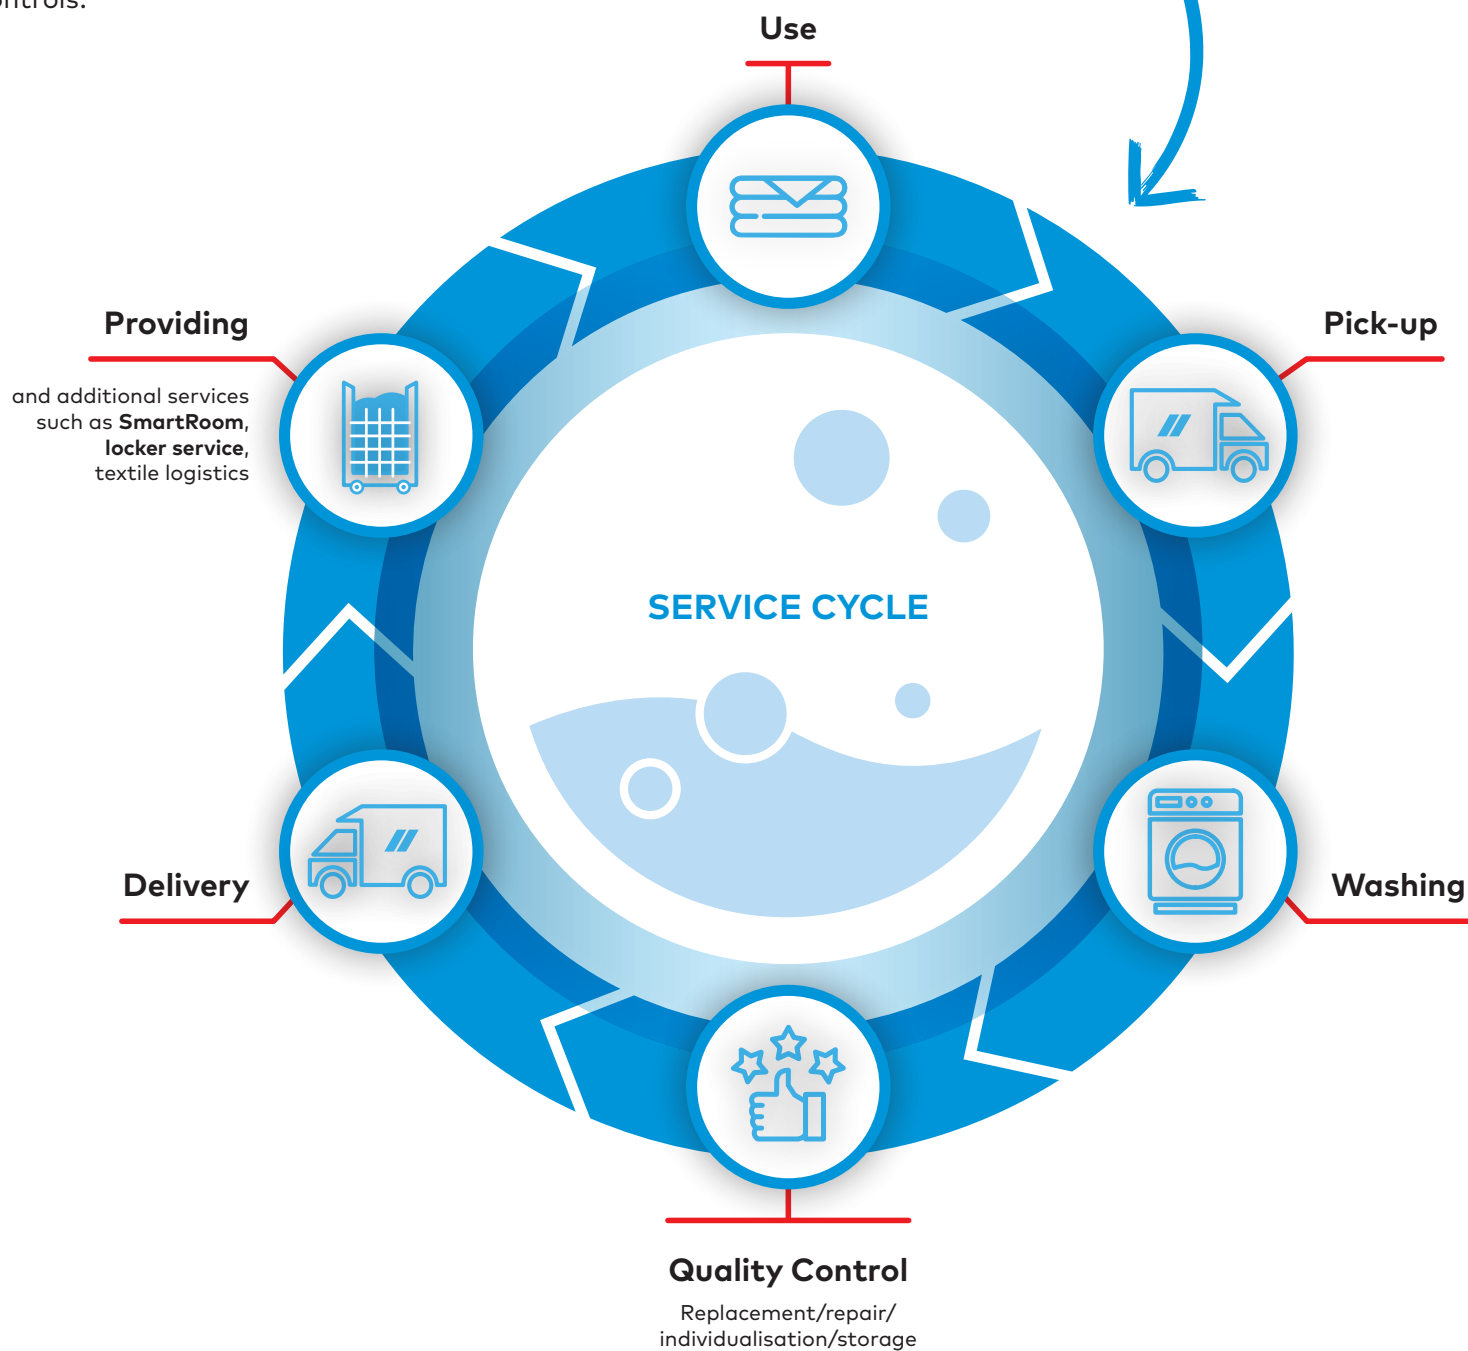 Use
Providing
and additional services
such as SmartRoom,
locker service,
textile logistics
Pick-up
SERVICE CYCLE
Delivery
Washing
Quality Control
Replacement/repair/
individualisation/storage